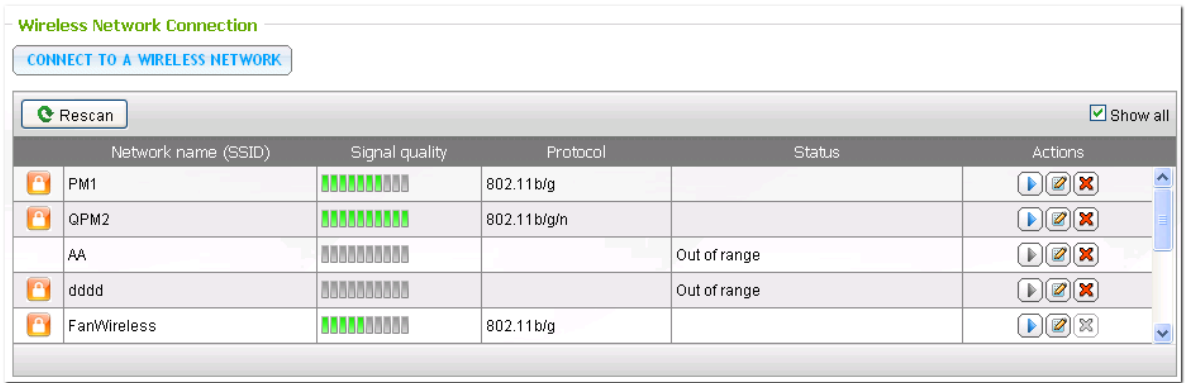 Wireless Network Connection
CONNECT TO A WIRELESS NETWORK
Rescan Show all
Network name (SSID) Signal quality Protocol Status Actions
PM1 802.11b/g
QPM2 802.11b/g/n
AA Out of range
dddd Out of range
FanWireless 802.11b/g